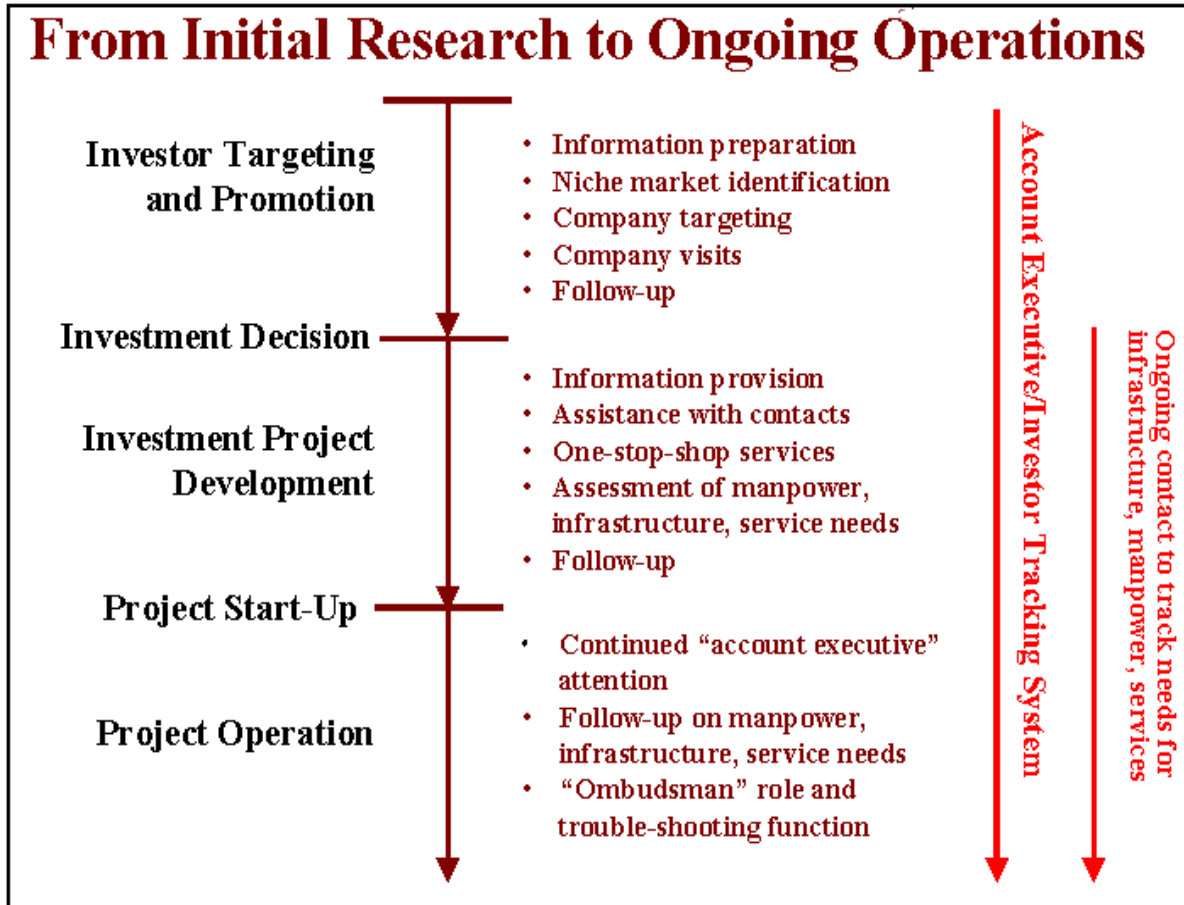 From Initial Research to Ongoing Operations
Investor Targeting
and Promotion
• Information preparation
• Niche market identification
• Company targeting
• Company visits
• Follow-up
Investment Decision
Investment Project
Development
• Information provision
• Assistance with contacts
• One-stop-shop services
• Assessment of manpower,
infrastructure, service needs
• Follow-up
Project Start-Up
Project Operation
• Continued “account executive”
attention
• Follow-up on manpower,
infrastructure, service needs
• “Ombudsman” role and
trouble-shooting function
Account Executive/Investor Tracking System
Ongoing contact to track needs for
infrastructure, manpower, services